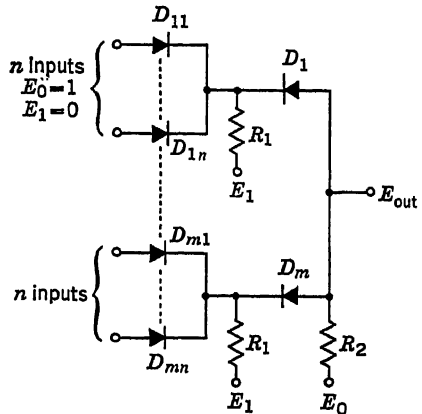 D11
n inputs
E0=1
E1=0
D1
D1n
R1
E1
Eout
Dm1
Dm
n inputs
Dmn
R1
R2
E1
E0